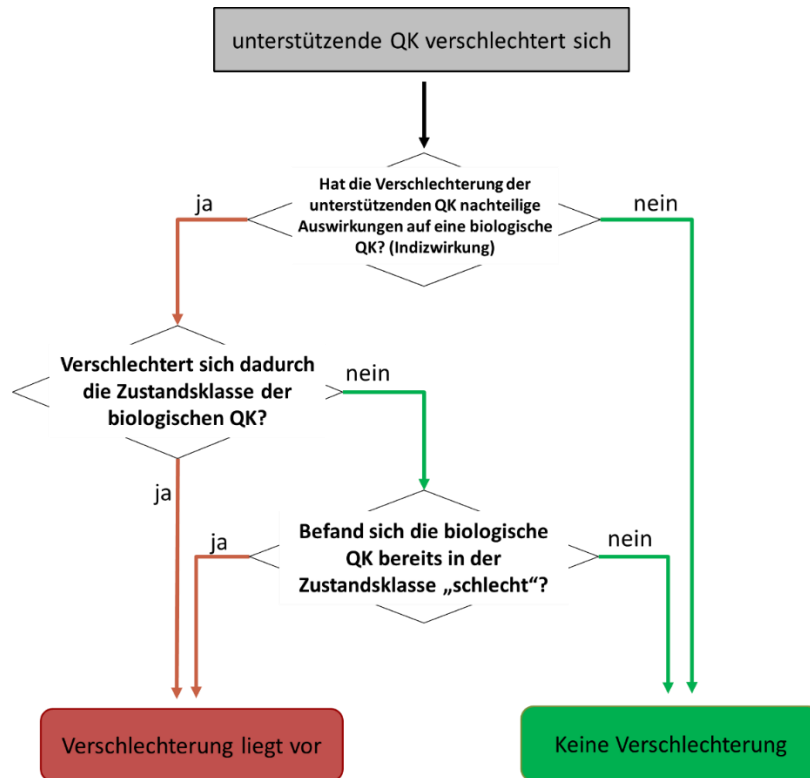 unterstützende QK verschlechtert sich
Hat die Verschlechterung der
unterstützenden QK nachteilige
Auswirkungen auf eine biologische
QK? (Indizwirkung)
ja
nein
Verschlechtert sich dadurch
die Zustandsklasse der
biologischen QK?
nein
ja
Befand sich die biologische
QK bereits in der
Zustandsklasse „schlecht“?
ja
nein
Verschlechterung liegt vor
Keine Verschlechterung